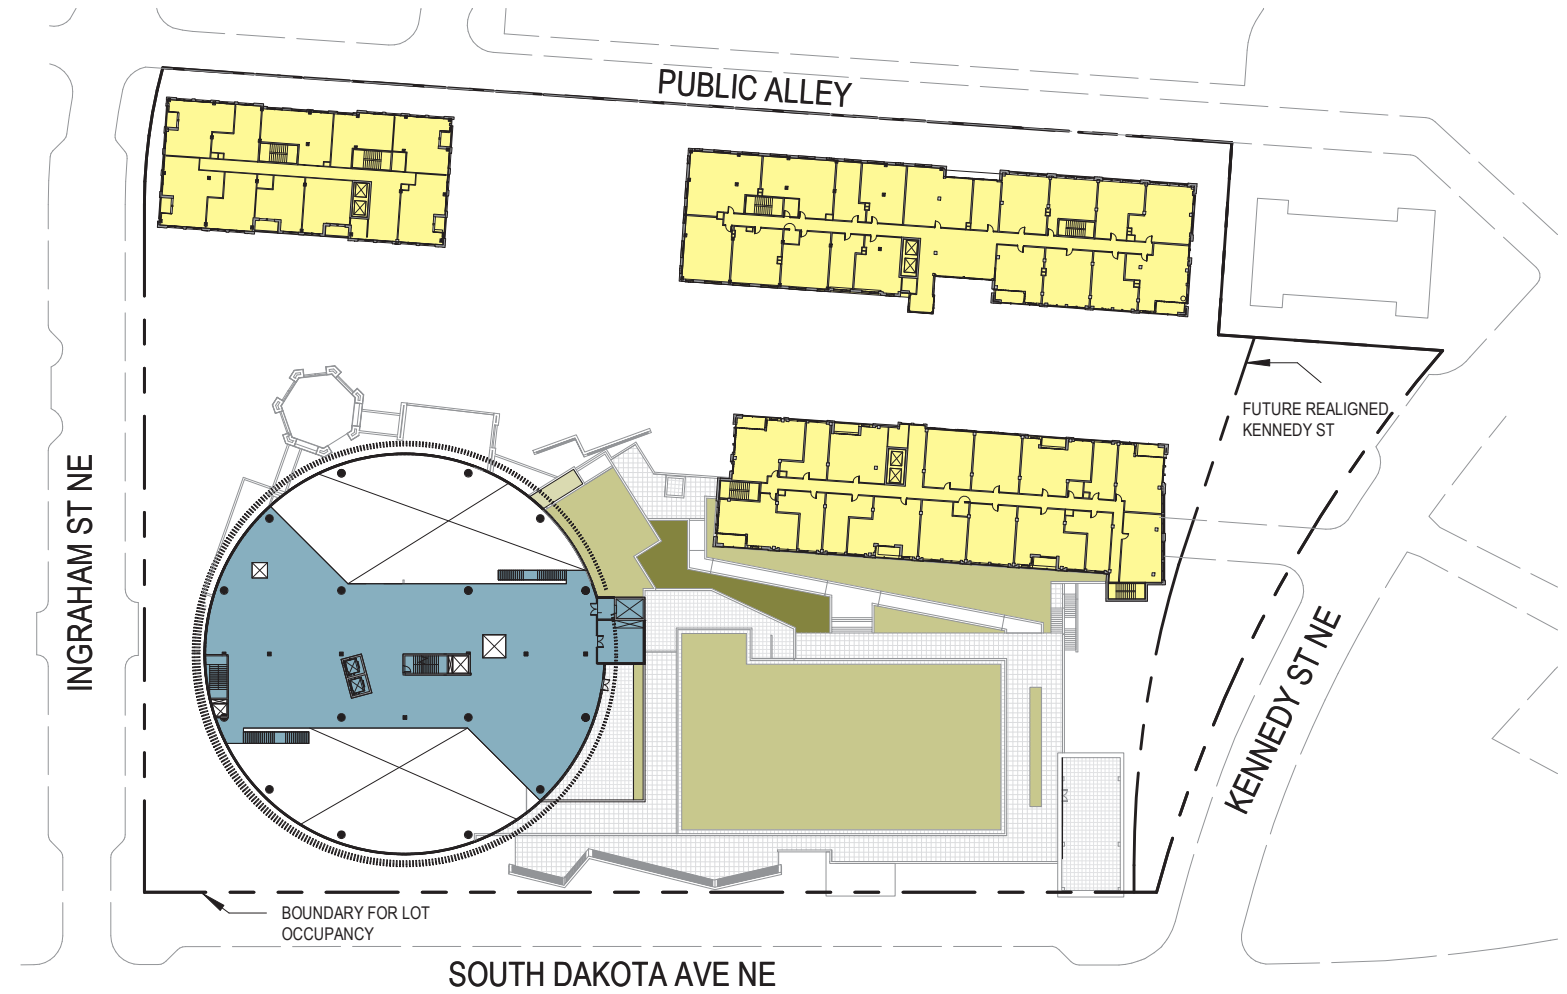 PUBLIC ALLEY
FUTURE REALIGNED
KENNEDY ST
INGRAHAM ST NE
KENNEDY ST NE
BOUNDARY FOR LOT
OCCUPANCY
SOUTH DAKOTA AVE NE